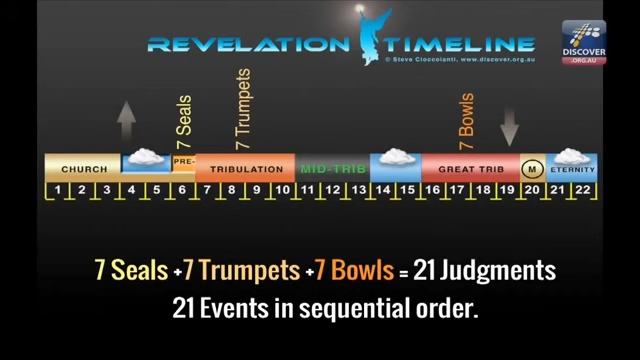 REVELATION TIMELINE
© Steve Cioccolanti, www.discover.org.au
DISCOVER
.ORG.AU
7 Seals
7 Trumpets
7 Bowls
CHURCH
PRE-
TRIBULATION
MID-TRIB
GREAT TRIB
M
ETERNITY
1 2 3 4 5 6 7 8 9 10 11 12 13 14 15 16 17 18 19 20 21 22
7 Seals +7 Trumpets +7 Bowls = 21 Judgments
21 Events in sequential order.